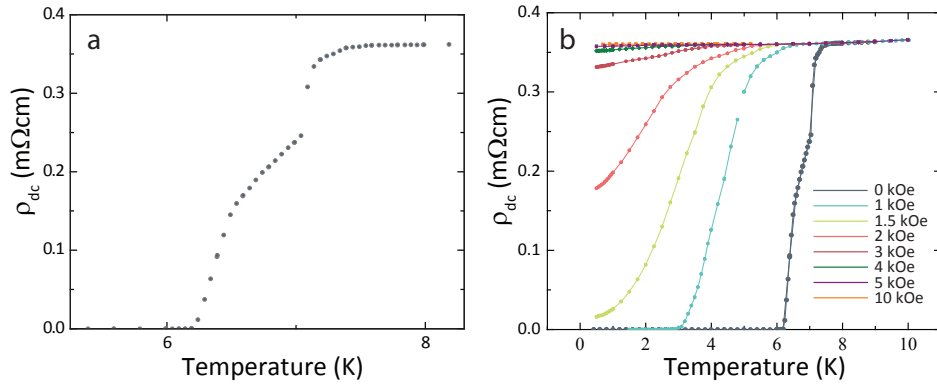 a
0.4
0.3
0.2
0.1
0.0
ρdc (mΩcm)
6 7 8
Temperature (K)
b
0.4
0.3
0.2
0.1
0.0
ρdc (mΩcm)
0 kOe
1 kOe
1.5 kOe
2 kOe
3 kOe
4 kOe
5 kOe
10 kOe
0 2 4 6 8 10
Temperature (K)